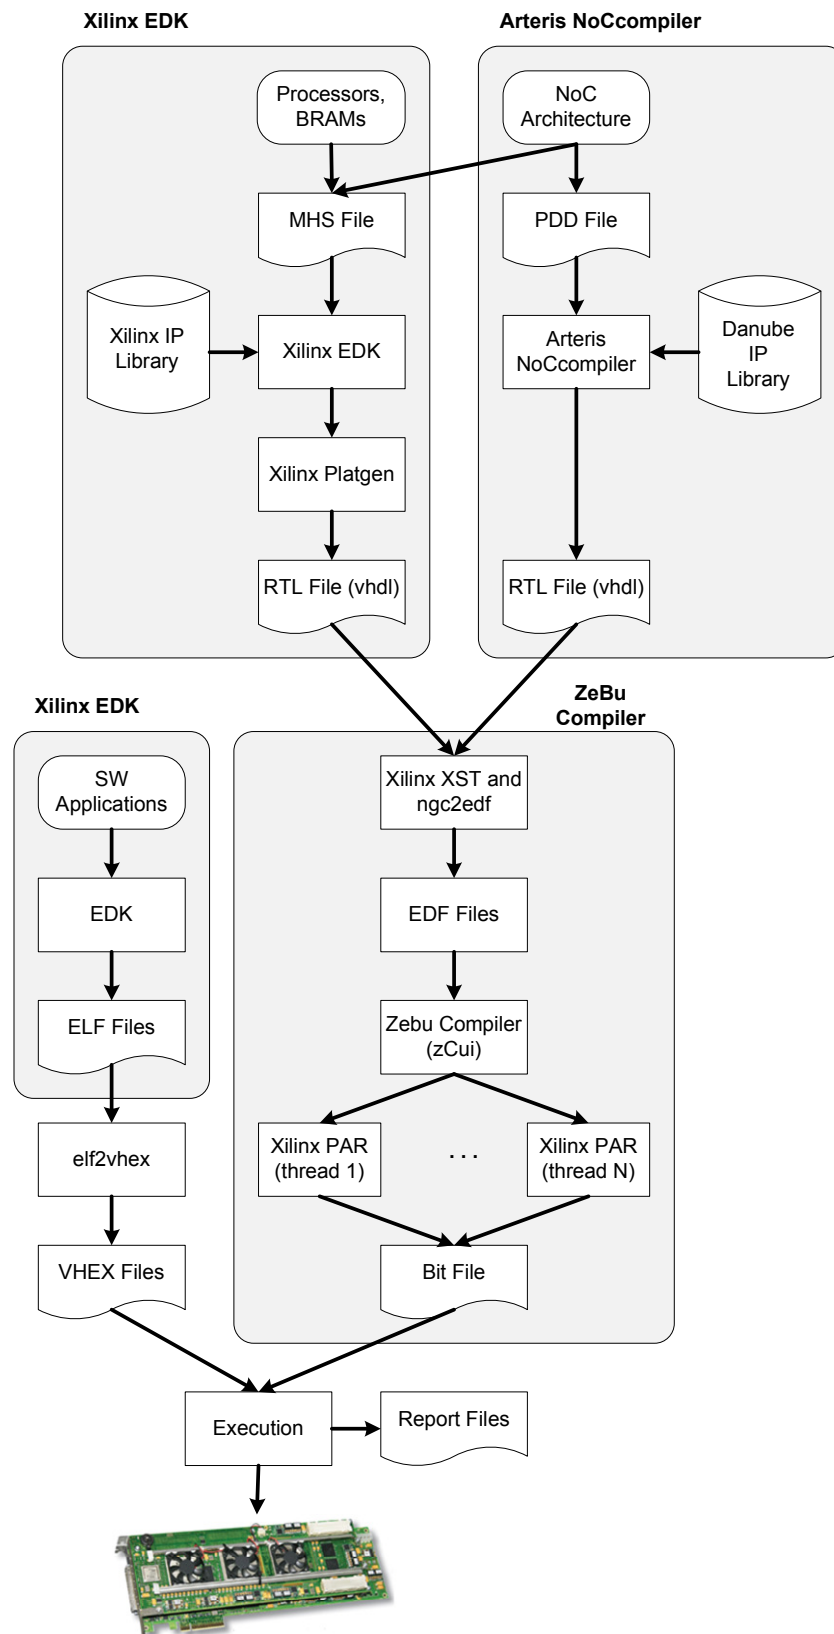 Xilinx EDK
Arteris NoCcompiler
Processors,
BRAMs
NoC
Architecture
MHS File
PDD File
Xilinx IP
Library
Xilinx EDK
Arteris
NoCcompiler
Danube
IP
Library
Xilinx Platgen
RTL File (vhdl)
RTL File (vhdl)
Xilinx EDK
ZeBu
Compiler
SW
Applications
Xilinx XST and
ngc2edf
EDK
EDF Files
ELF Files
Zebu Compiler
(zCui)
elf2vhex
Xilinx PAR
(thread 1)
. . .
Xilinx PAR
(thread N)
VHEX Files
Bit File
Execution
Report Files